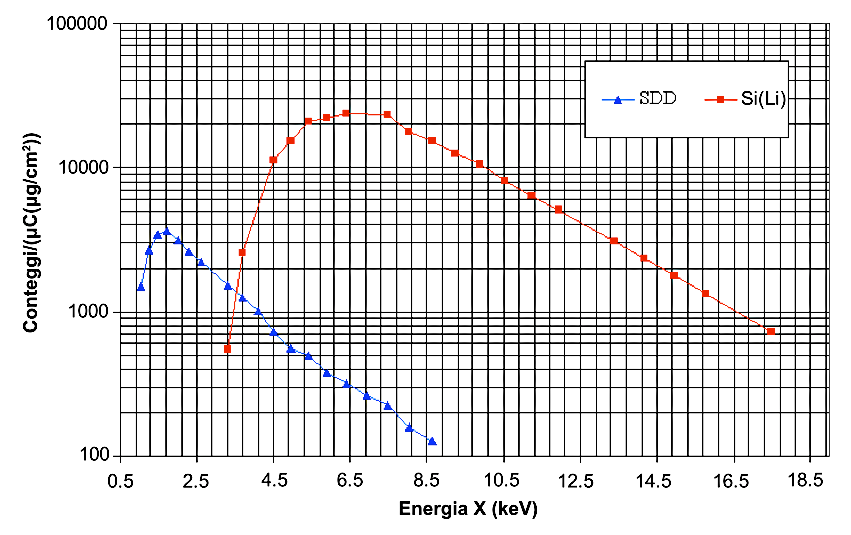 100000
10000
1000
100
Conteggi/(µC(µg/cm²))
SDD Si(Li)
0.5 2.5 4.5 6.5 8.5 10.5 12.5 14.5 16.5 18.5
Energia X (keV)